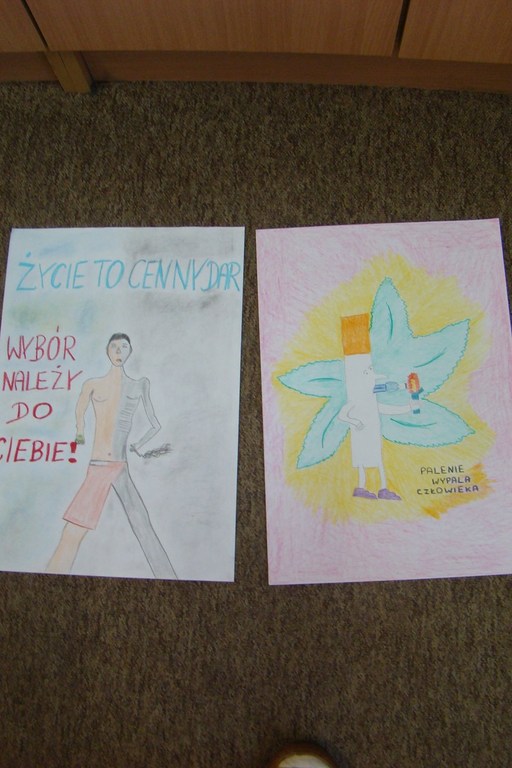 ŻYCIE TO CENNY DAR
WYBÓR
NALEŻY
DO
CIEBIE!
PALENIE
WYPALA
CZŁOWIEKA